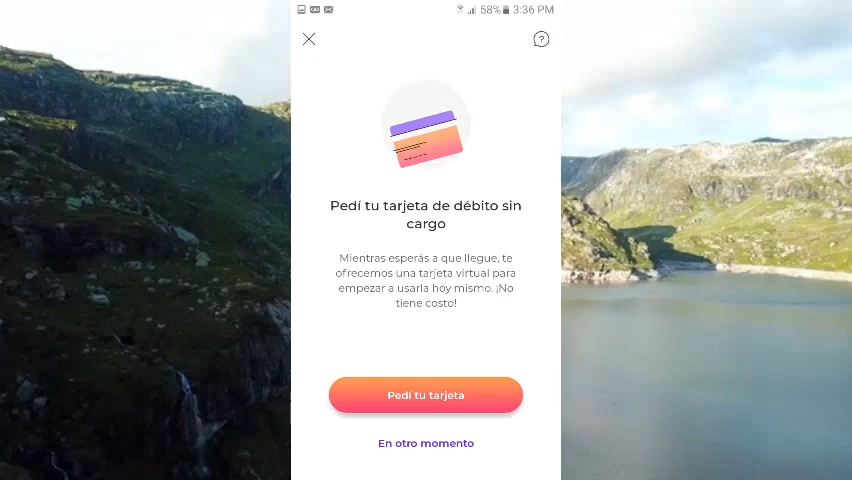 58% 3:36 PM
Pedí tu tarjeta de débito sin
cargo
Mientras esperás a que llegue, te
ofrecemos una tarjeta virtual para
empezar a usarla hoy mismo. ¡No
tiene costo!
Pedí tu tarjeta
En otro momento